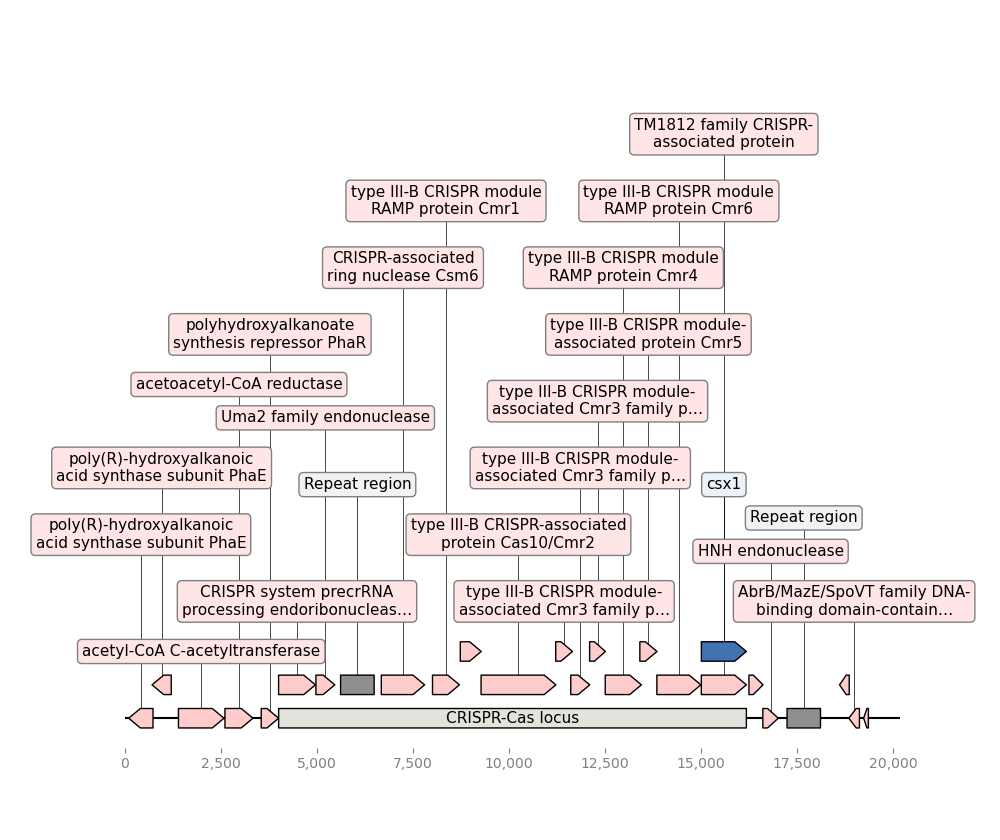 TM1812 family CRISPR-
associated protein
type III-B CRISPR module
RAMP protein Cmr1
type III-B CRISPR module
RAMP protein Cmr6
CRISPR-associated
ring nuclease Csm6
type III-B CRISPR module
RAMP protein Cmr4
polyhydroxyalkanoate
synthesis repressor PhaR
type III-B CRISPR module-
associated protein Cmr5
acetoacetyl-CoA reductase
type III-B CRISPR module-
associated Cmr3 family p…
Uma2 family endonuclease
poly(R)-hydroxyalkanoic
acid synthase subunit PhaE
type III-B CRISPR module-
associated Cmr3 family p…
Repeat region
csx1
Repeat region
poly(R)-hydroxyalkanoic
acid synthase subunit PhaE
type III-B CRISPR-associated
protein Cas10/Cmr2
HNH endonuclease
CRISPR system precrRNA
processing endoribonucleas…
type III-B CRISPR module-
associated Cmr3 family p…
AbrB/MazE/SpoVT family DNA-
binding domain-contain…
acetyl-CoA C-acetyltransferase
CRISPR-Cas locus
0
2,500
5,000
7,500
10,000
12,500
15,000
17,500
20,000